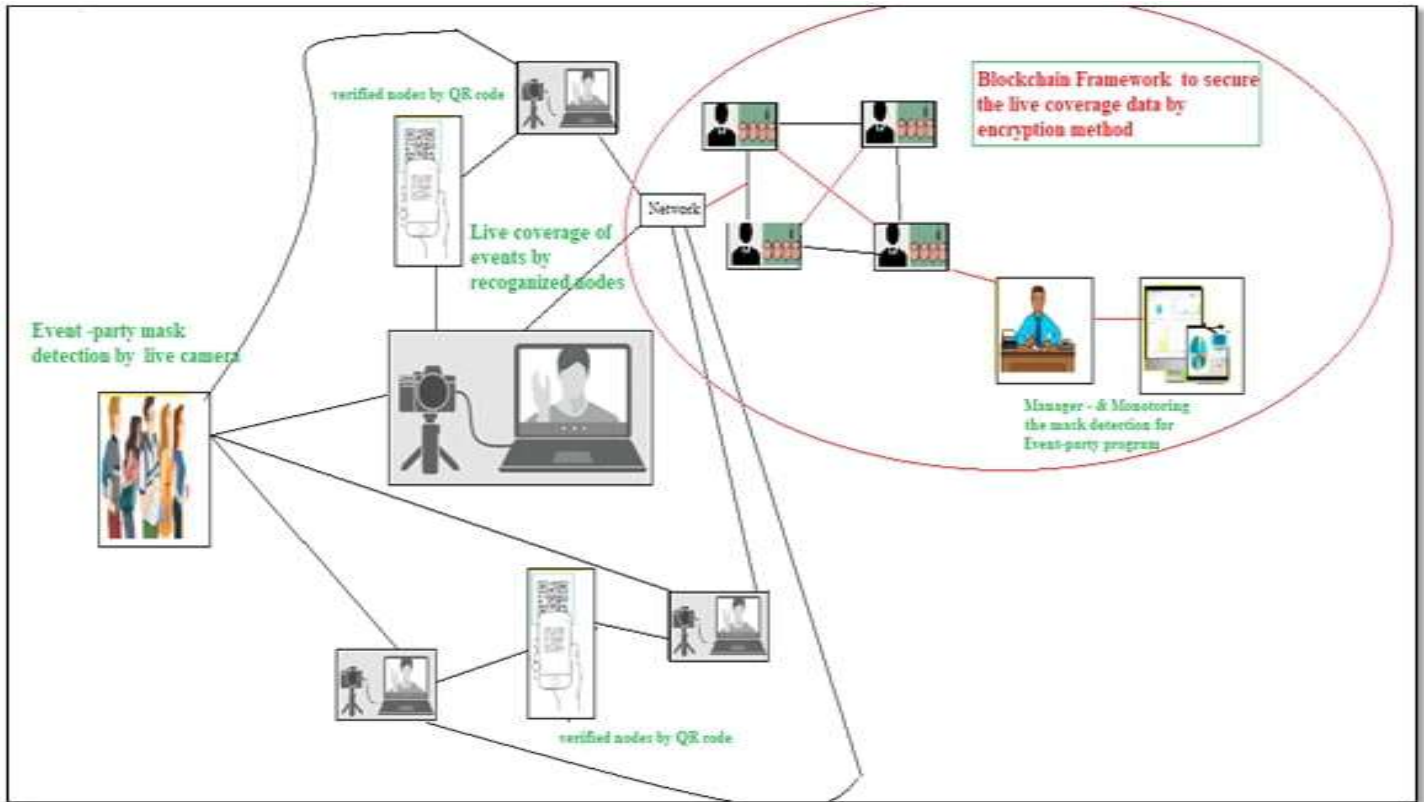 verified nodes by QR code
Blockchain Framework to secure
the live coverage data by
encryption method
Network
Live coverage of
events by
recoganized nodes
Event -party mask
detection by live camera
Manager - & Monotoring
the mask detection for
Event-party program
verified nodes by QR code